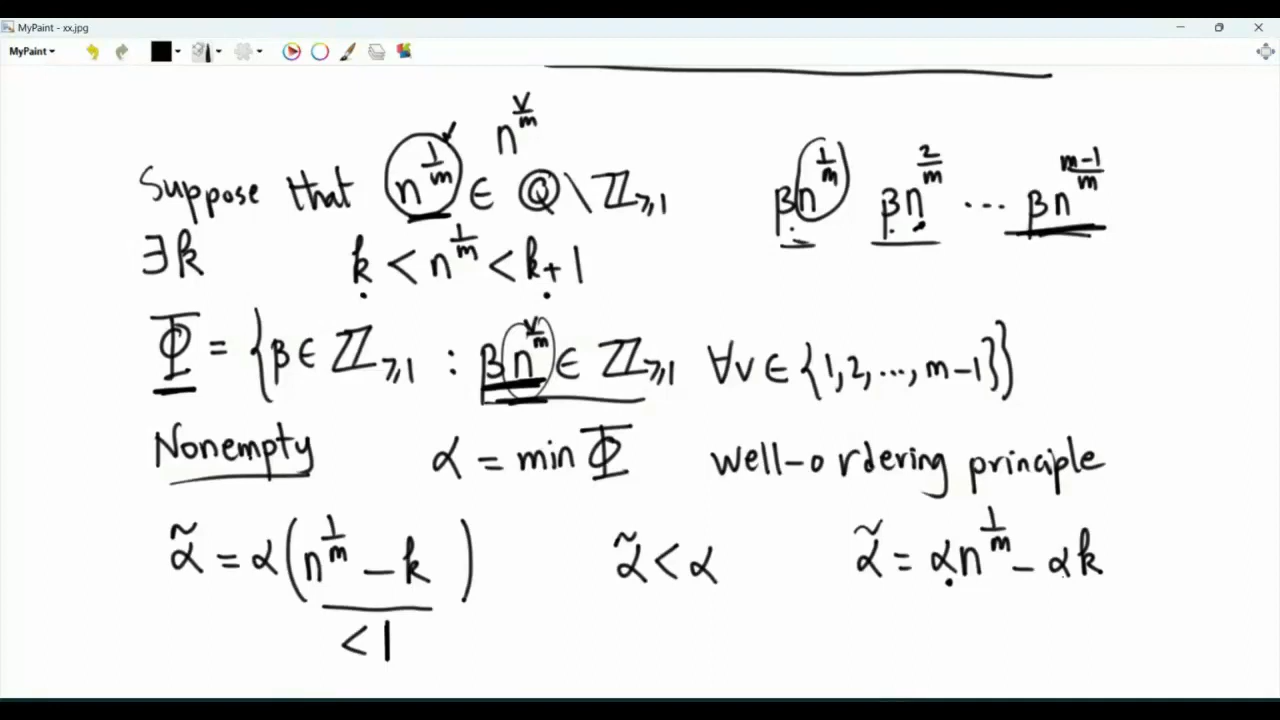 MyPaint - xx.jpg
MyPaint
n^{v/m}
Suppose that n^{1/m} ∈ ℚ \ ℤ_{⩾1} βn^{1/m} βn^{2/m} ... βn^{m-1/m}
∃k k < n^{1/m} < k+1
Φ = {β ∈ ℤ_{⩾1} : βn^{v/m} ∈ ℤ_{⩾1} ∀v ∈ {1,2,...,m-1}}
Nonempty α = min Φ well-ordering principle
α̃ = α(n^{1/m} - k) α̃ < α α̃ = αn^{1/m} - αk
< 1